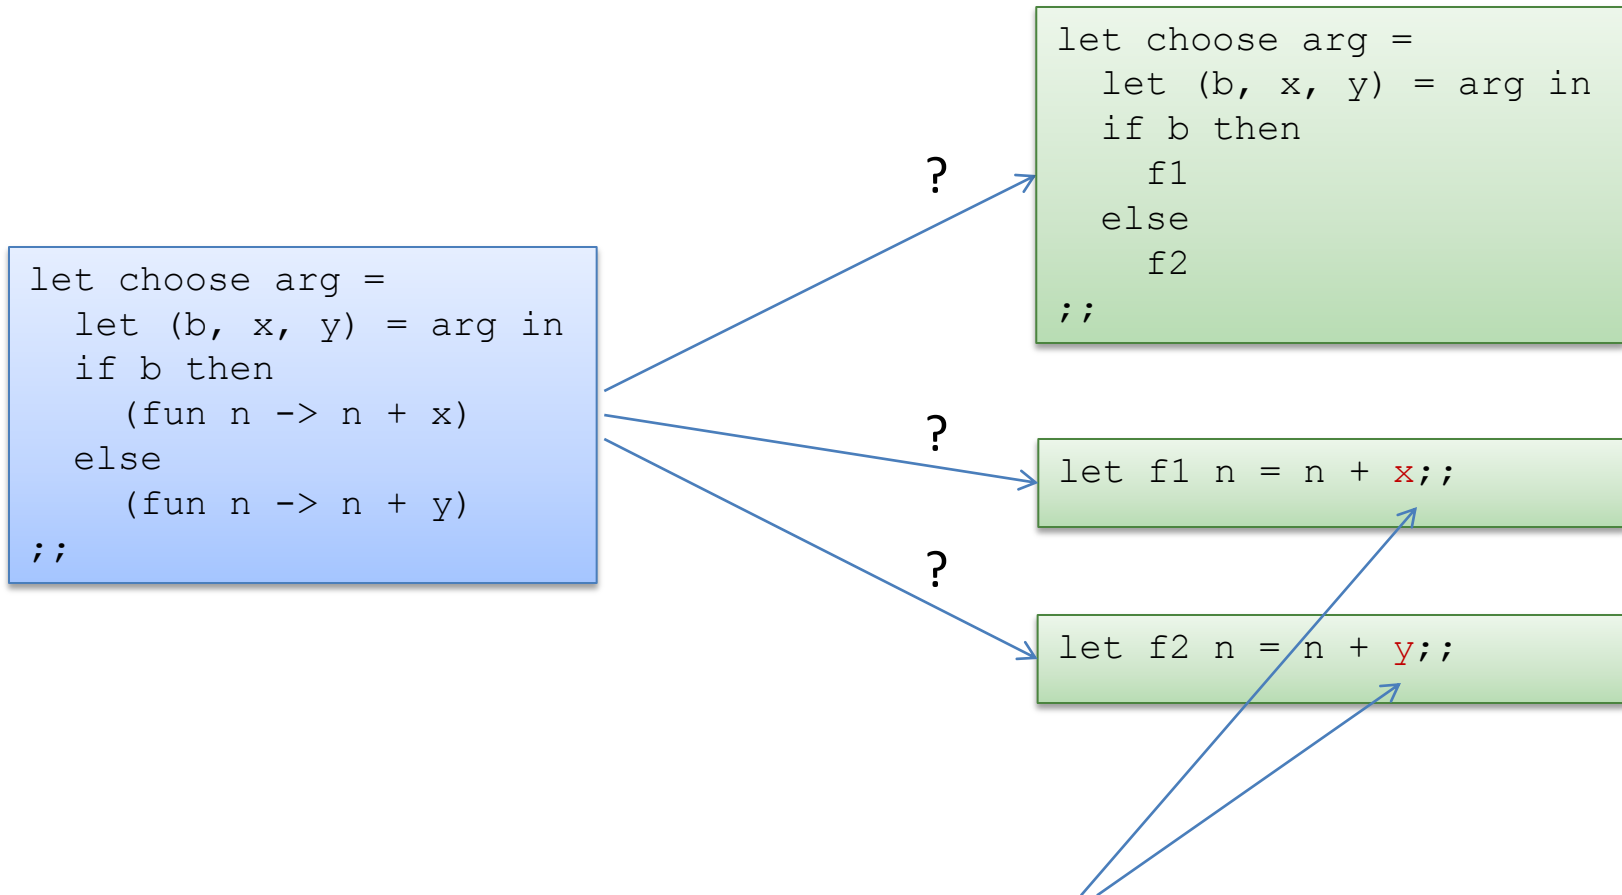 let choose arg =
  let (b, x, y) = arg in
  if b then
    (fun n -> n + x)
  else
    (fun n -> n + y)
;;
?
?
?
let choose arg =
  let (b, x, y) = arg in
  if b then
    f1
  else
    f2
;;
let f1 n = n + x;;
let f2 n = n + y;;